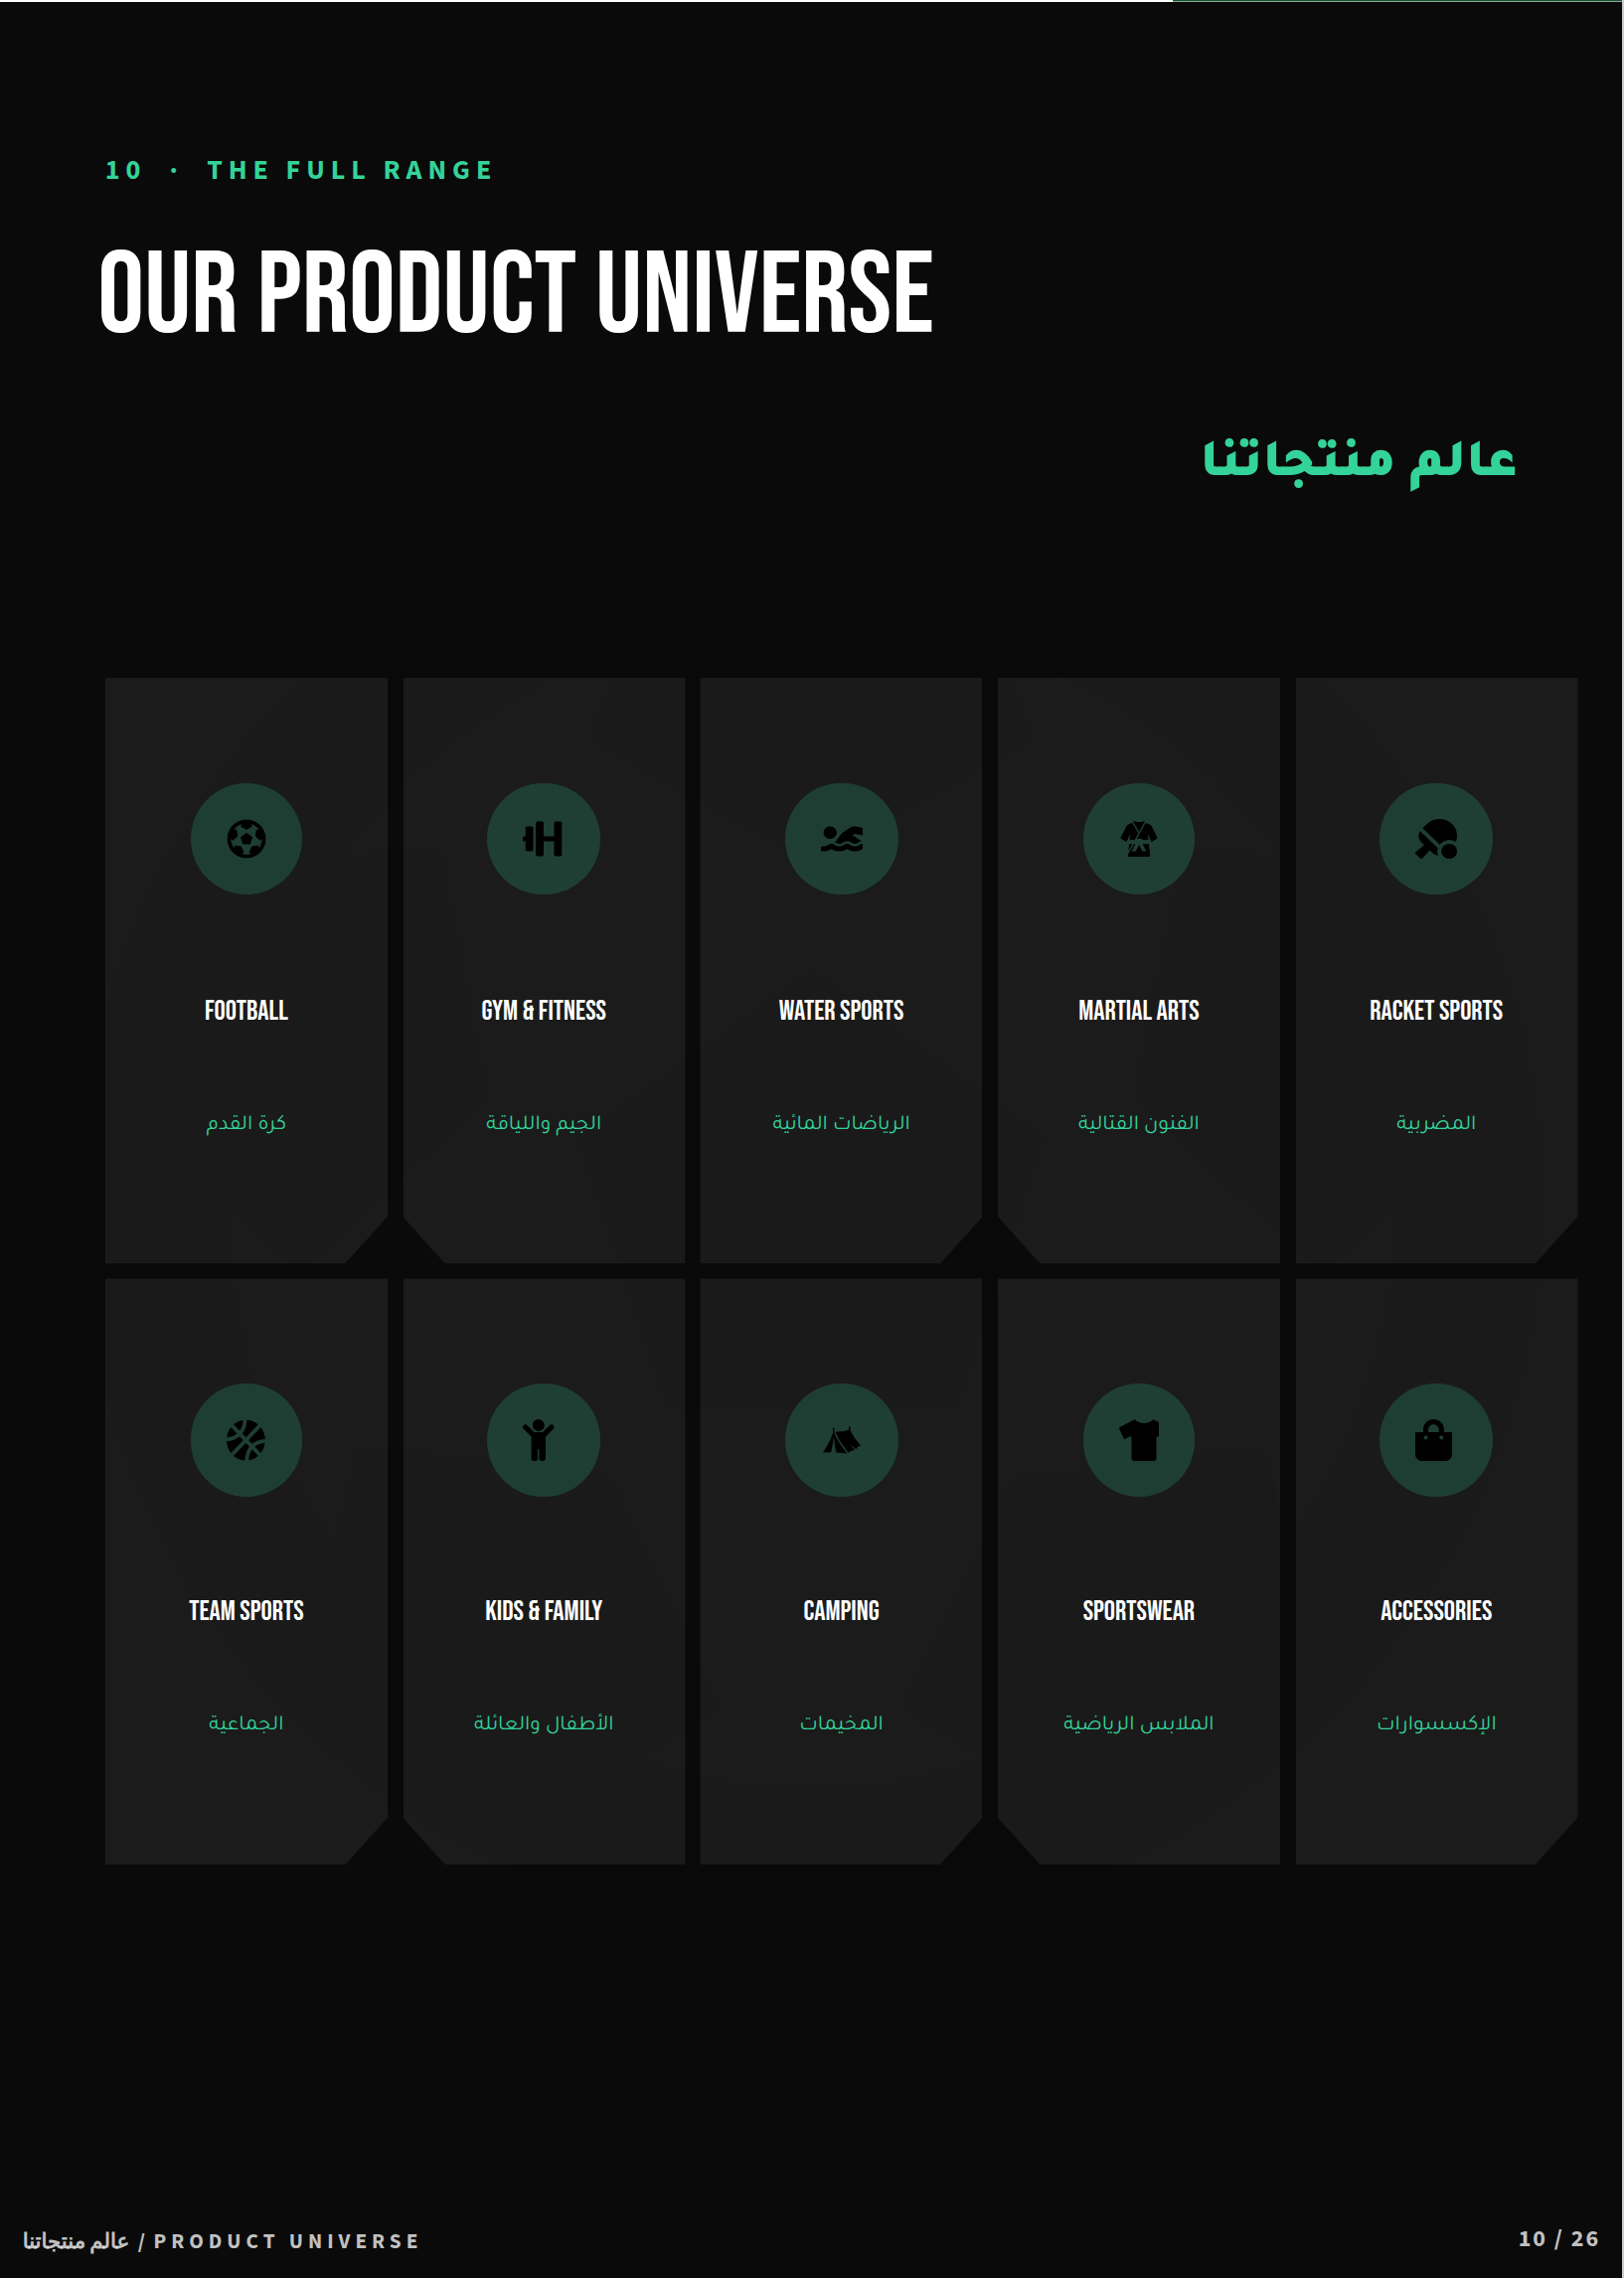 10 · THE FULL RANGE
OUR PRODUCT UNIVERSE
عالم منتجاتنا
FOOTBALL
كرة القدم
GYM & FITNESS
الجيم واللياقة
WATER SPORTS
الرياضات المائية
MARTIAL ARTS
الفنون القتالية
RACKET SPORTS
المضربية
TEAM SPORTS
الجماعية
KIDS & FAMILY
الأطفال والعائلة
CAMPING
المخيمات
SPORTSWEAR
الملابس الرياضية
ACCESSORIES
الإكسسوارات
عالم منتجاتنا / PRODUCT UNIVERSE
10 / 26